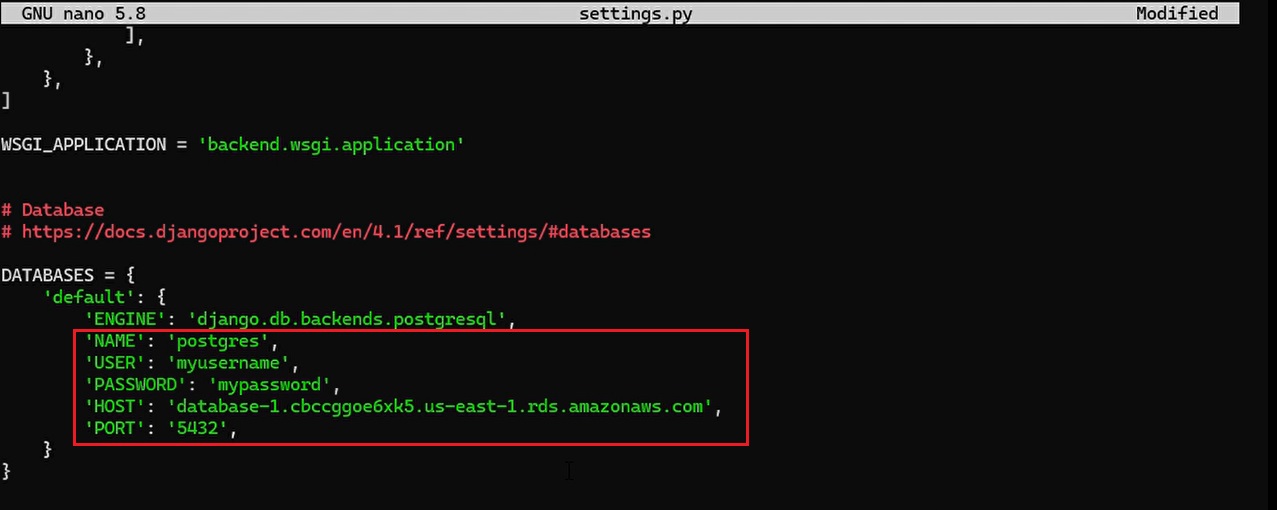 GNU nano 5.8 settings.py Modified
],
},
},
]
WSGI_APPLICATION = 'backend.wsgi.application'
# Database
# https://docs.djangoproject.com/en/4.1/ref/settings/#databases
DATABASES = {
'default': {
'ENGINE': 'django.db.backends.postgresql',
'NAME': 'postgres',
'USER': 'myusername',
'PASSWORD': 'mypassword',
'HOST': 'database-1.cbccggoe6xk5.us-east-1.rds.amazonaws.com',
'PORT': '5432',
}
}